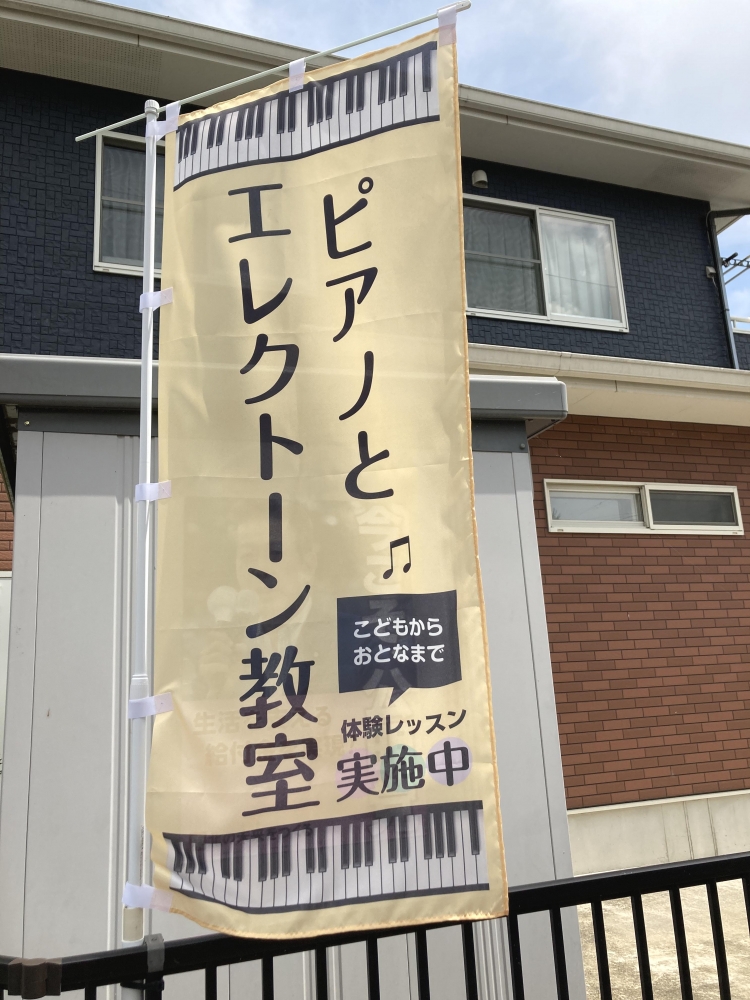 ピアノと♫
エレクトーン教室
こどもから
おとなまで
体験レッスン
実施中